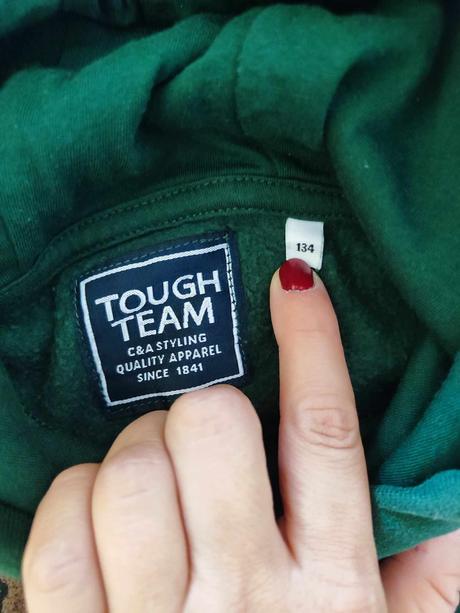 134
TOUGH
TEAM
C&A STYLING
QUALITY APPAREL
SINCE 1841